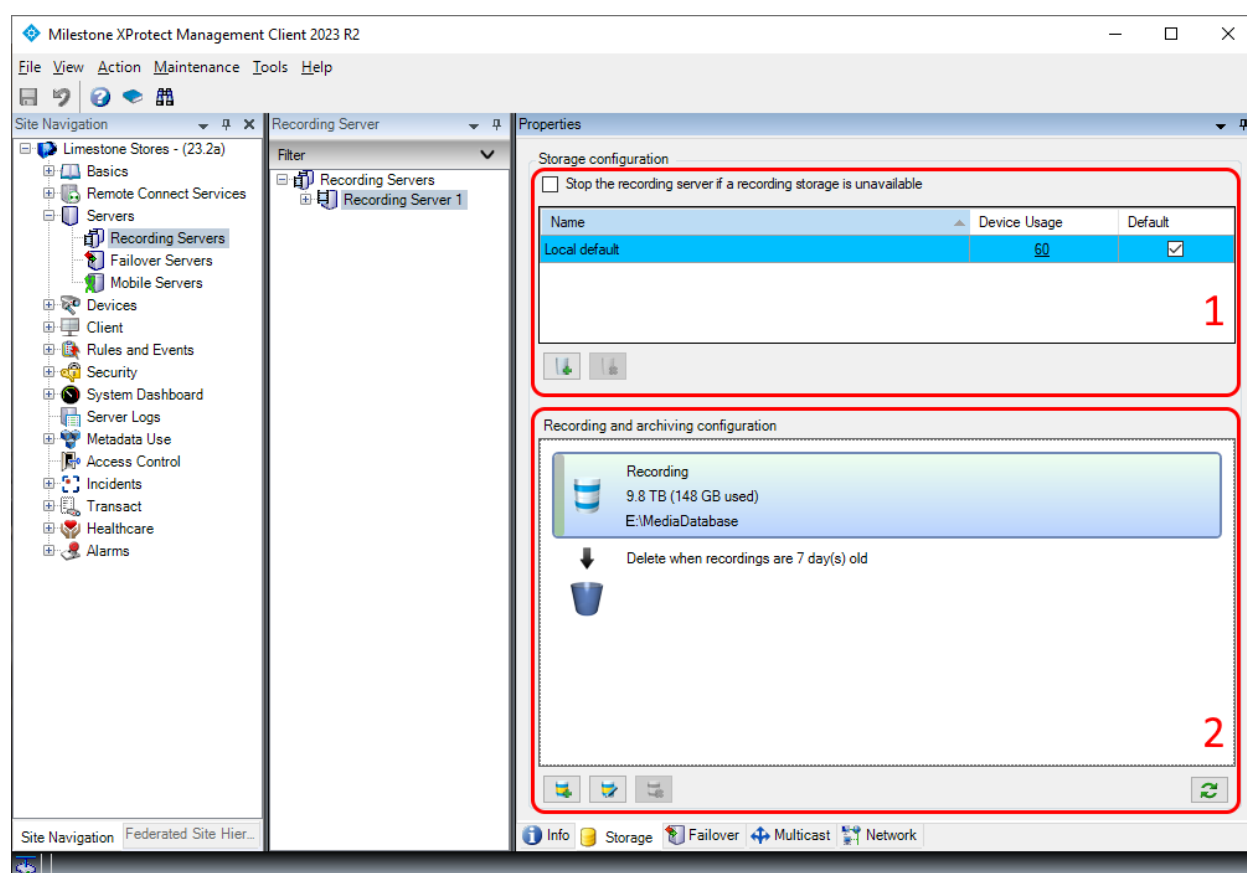 Milestone XProtect Management Client 2023 R2
File View Action Maintenance Tools Help
Site Navigation
Limestone Stores - (23.2a)
Basics
Remote Connect Services
Servers
Recording Servers
Failover Servers
Mobile Servers
Devices
Client
Rules and Events
Security
System Dashboard
Server Logs
Metadata Use
Access Control
Incidents
Transact
Healthcare
Alarms
Site Navigation Federated Site Hier...
Recording Server
Filter
Recording Servers
Recording Server 1
Properties
Storage configuration
Stop the recording server if a recording storage is unavailable
Name Device Usage Default
Local default 60
1
Recording and archiving configuration
Recording
9.8 TB (148 GB used)
E:\MediaDatabase
Delete when recordings are 7 day(s) old
2
Info Storage Failover Multicast Network